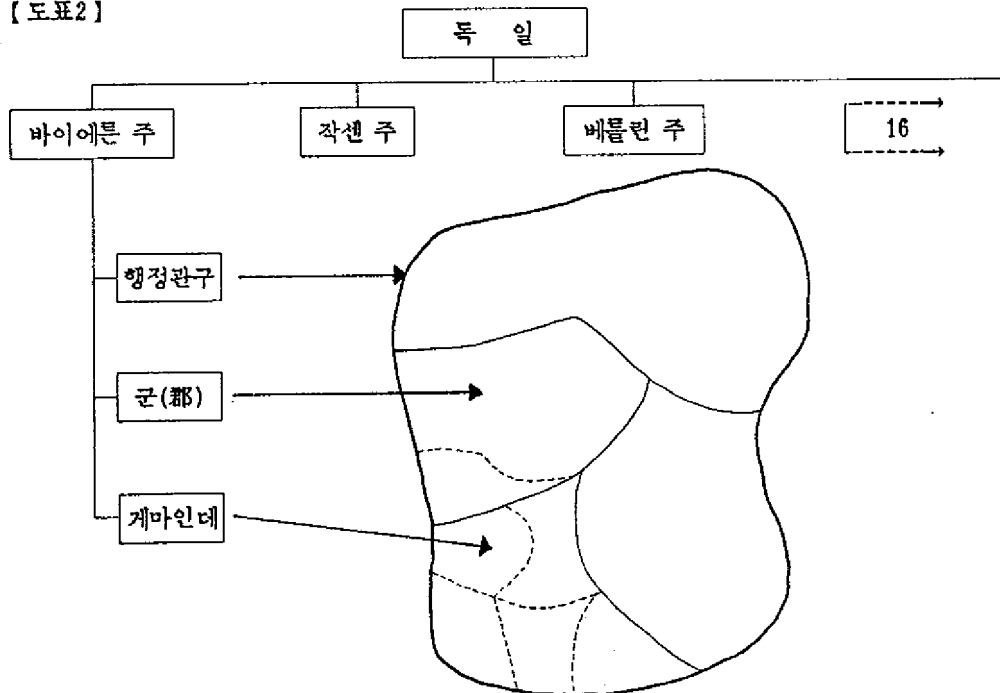 【도표2】
독 일
바이에른 주
작센 주
베를린 주
16
행정관구
군(郡)
게마인데